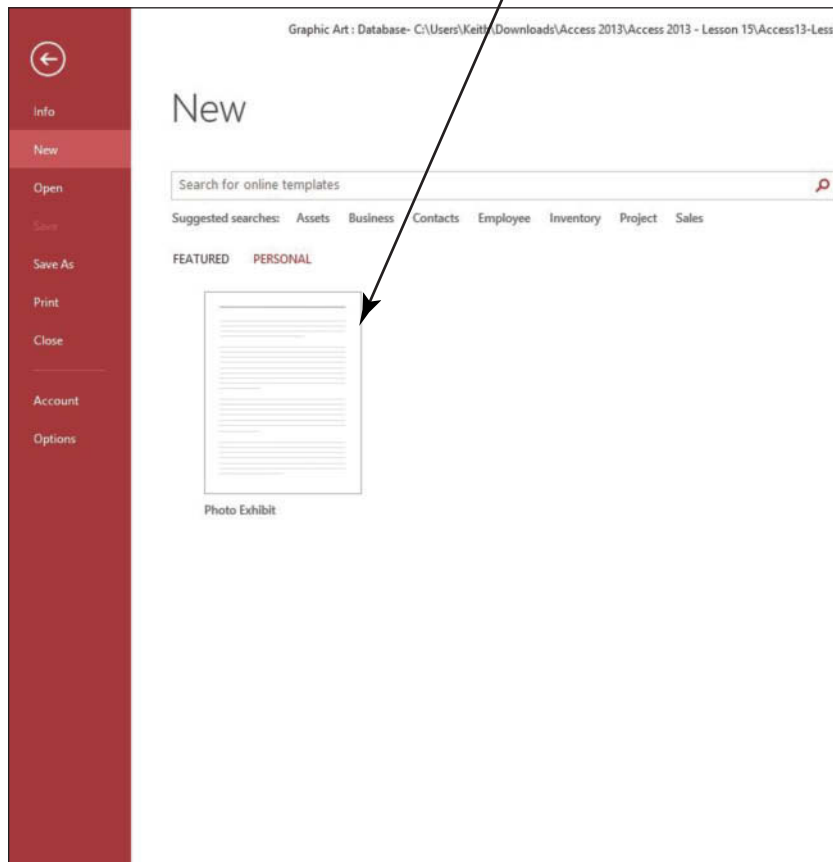 Graphic Art : Database- C:\Users\Keith\Downloads\Access 2013\Access 2013 - Lesson 15\Access13-Less
Info
New
Open
Save
Save As
Print
Close
Account
Options
New
Search for online templates
Suggested searches: Assets Business Contacts Employee Inventory Project Sales
FEATURED PERSONAL
Photo Exhibit